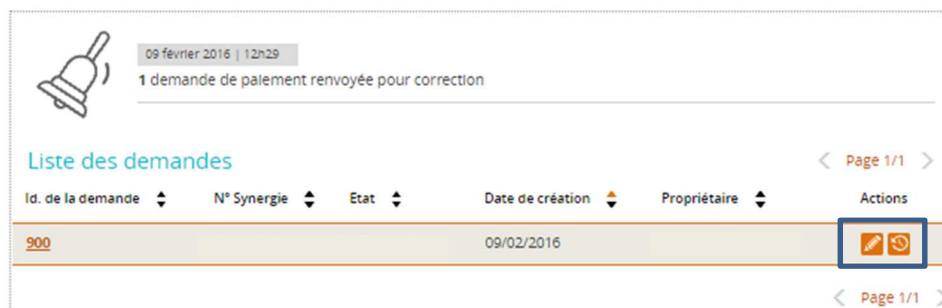 09 février 2016 | 12h29
1 demande de paiement renvoyée pour correction
Liste des demandes
Page 1/1
Id. de la demande N° Synergie Etat Date de création Propriétaire Actions
900 09/02/2016
Page 1/1